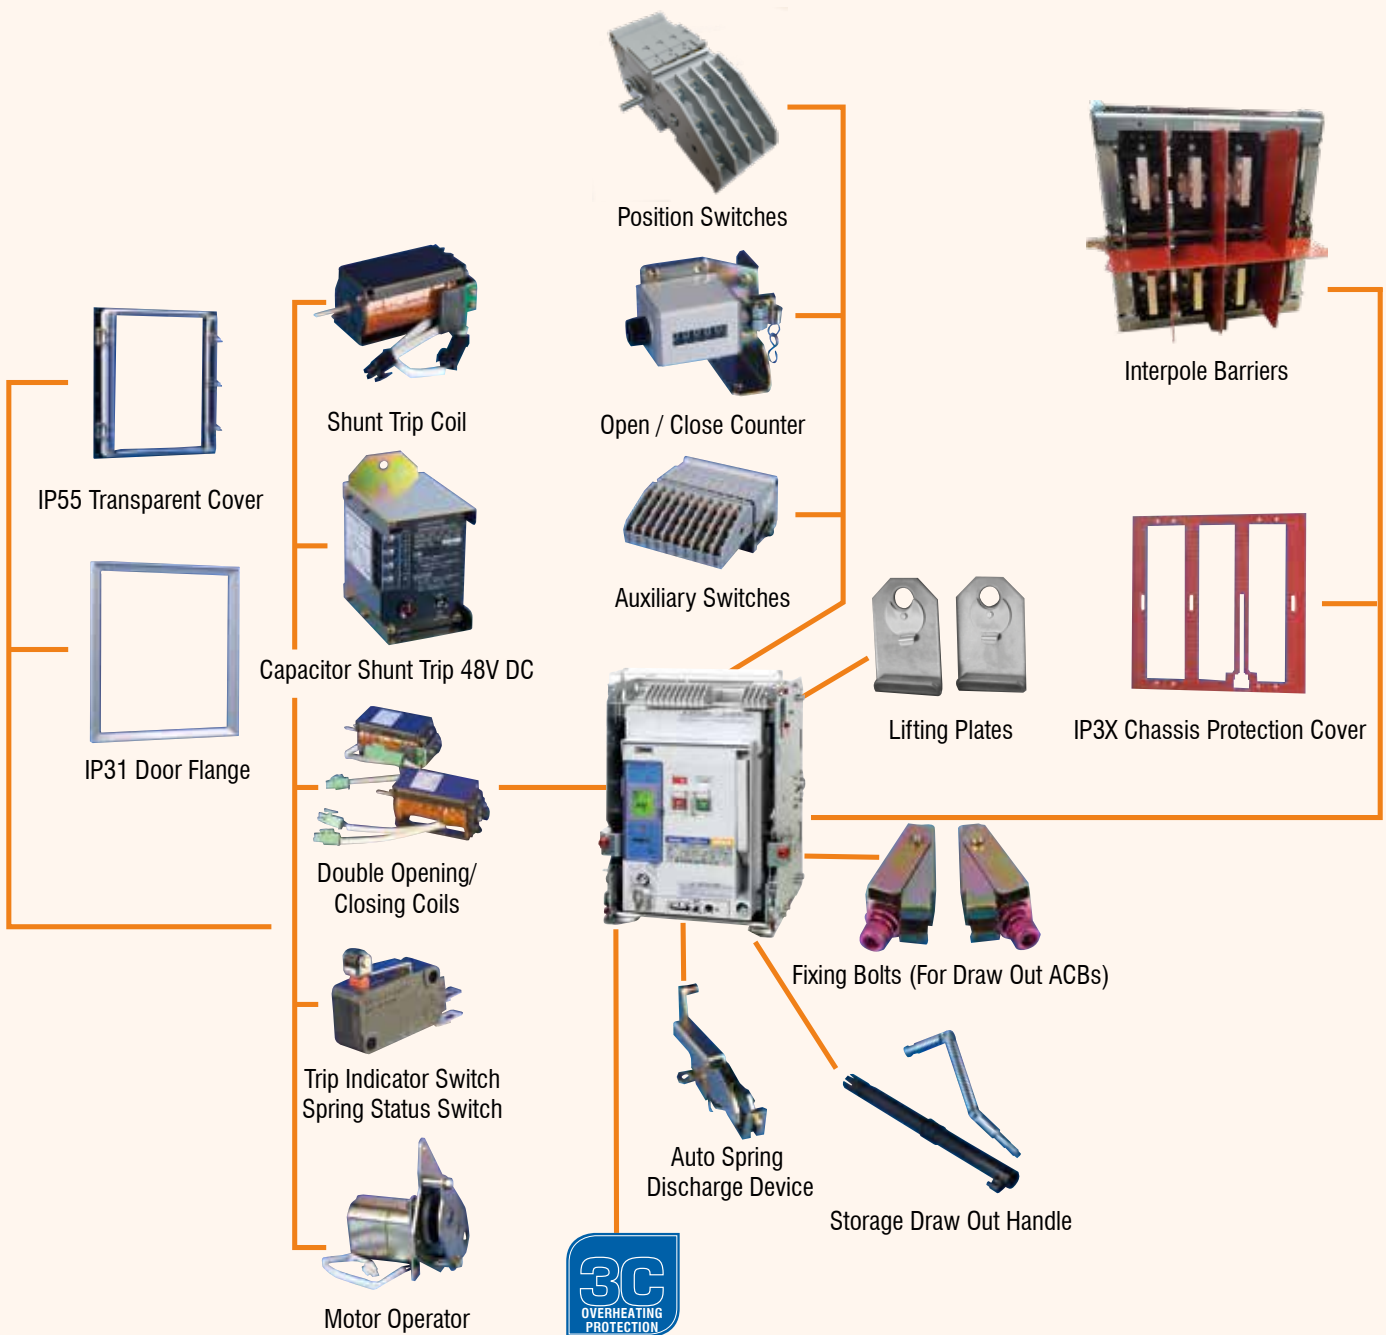 Position Switches
Interpole Barriers
Shunt Trip Coil
Open / Close Counter
IP55 Transparent Cover
Auxiliary Switches
Capacitor Shunt Trip 48V DC
Lifting Plates
IP3X Chassis Protection Cover
IP31 Door Flange
Double Opening/
Closing Coils
Fixing Bolts (For Draw Out ACBs)
Trip Indicator Switch
Spring Status Switch
Auto Spring
Discharge Device
Storage Draw Out Handle
Motor Operator
3C
OVERHEATING
PROTECTION